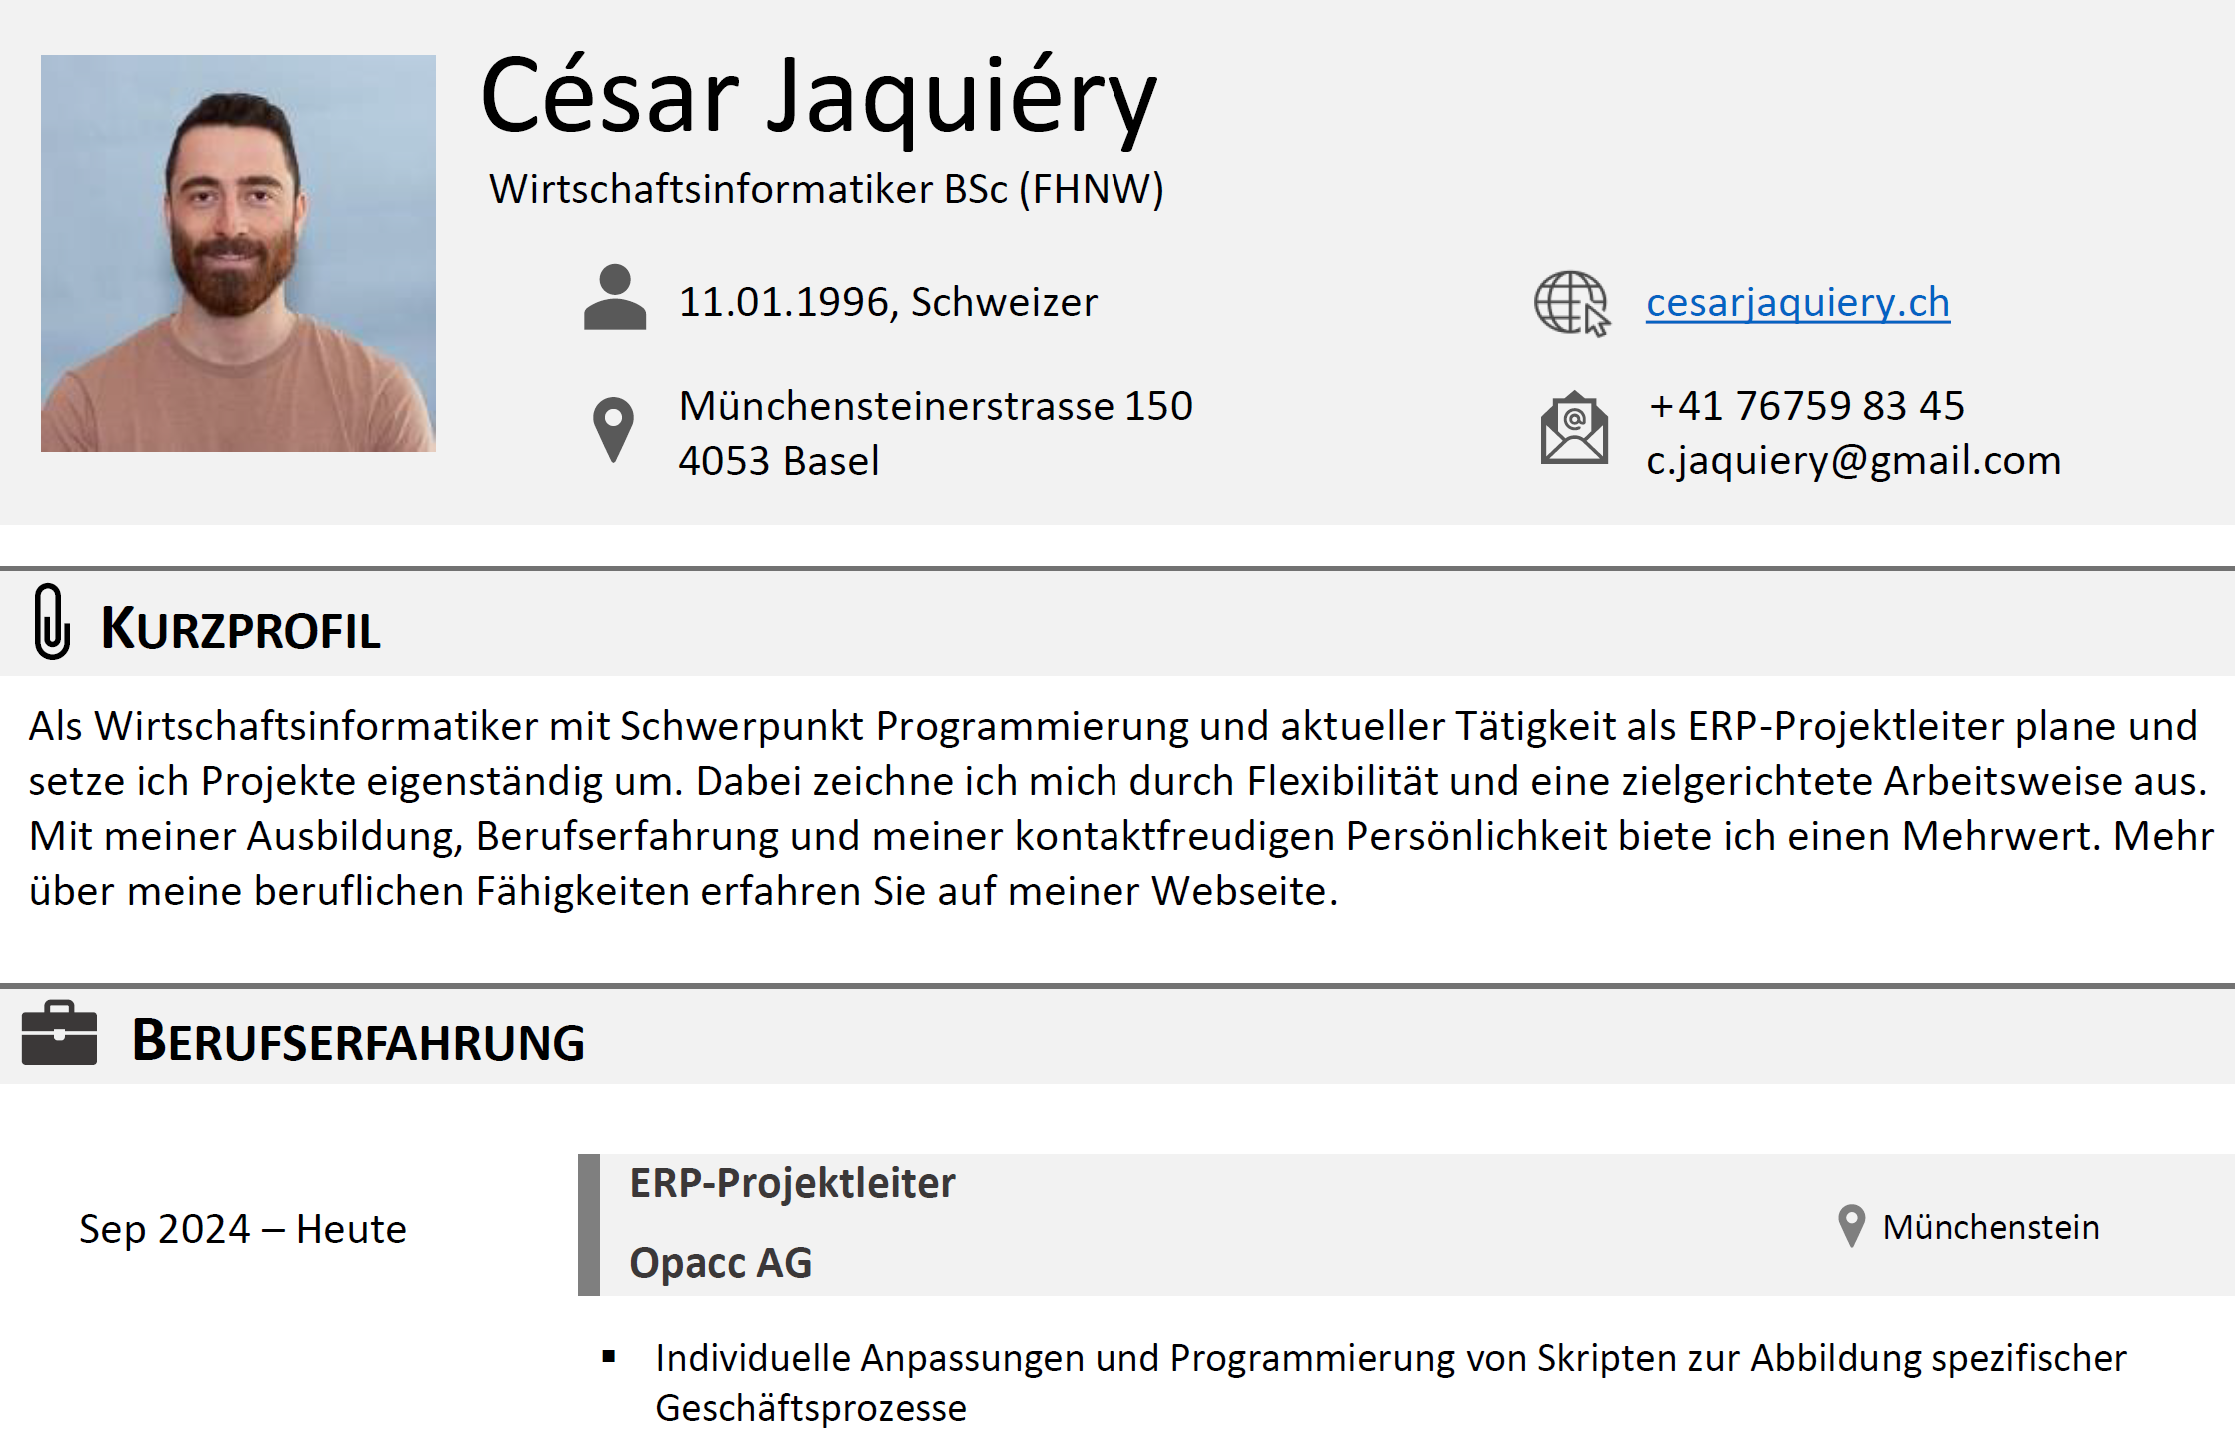 César Jaquiéry
Wirtschaftsinformatiker BSc (FHNW)
11.01.1996, Schweizer
cesarjaquiery.ch
Münchensteinerstrasse 150
4053 Basel
+41 76759 83 45
c.jaquiery@gmail.com
KURZPROFIL
Als Wirtschaftsinformatiker mit Schwerpunkt Programmierung und aktueller Tätigkeit als ERP-Projektleiter plane und
setze ich Projekte eigenständig um. Dabei zeichne ich mich durch Flexibilität und eine zielgerichtete Arbeitsweise aus.
Mit meiner Ausbildung, Berufserfahrung und meiner kontaktfreudigen Persönlichkeit biete ich einen Mehrwert. Mehr
über meine beruflichen Fähigkeiten erfahren Sie auf meiner Webseite.
BERUFSERFAHRUNG
Sep 2024 – Heute
ERP-Projektleiter
Opacc AG
Münchenstein
▪ Individuelle Anpassungen und Programmierung von Skripten zur Abbildung spezifischer
Geschäftsprozesse